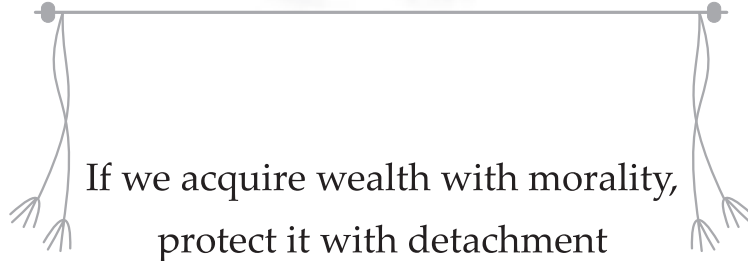 If we acquire wealth with morality,
protect it with detachment